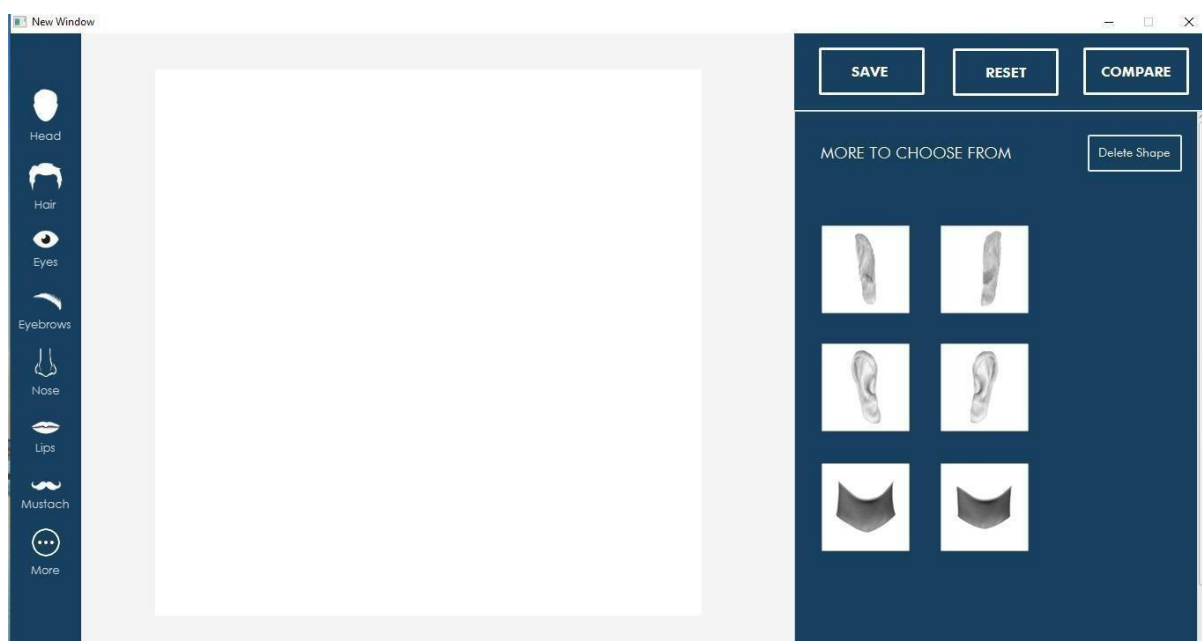 New Window
SAVE
RESET
COMPARE
Head
Hair
Eyes
Eyebrows
Nose
Lips
Mustach
More
MORE TO CHOOSE FROM
Delete Shape